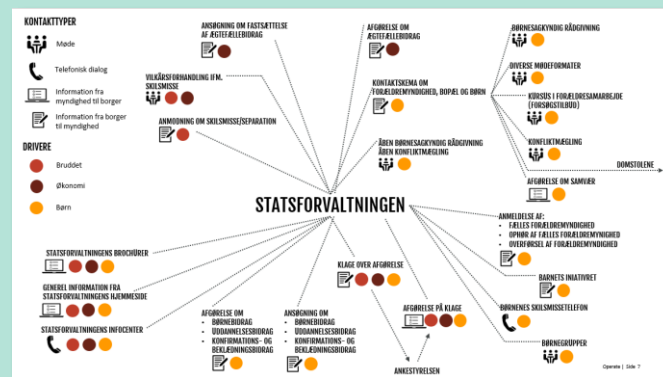 KONTAKTTYPER
Møde
Telefonisk dialog
Information fra
myndighed til borger
Information fra borger
til myndighed
DRIVERE
Bruddet
Økonomi
Børn
ANSØGNING OM FASTSÆTTELSE
AF ÆGTEFÆLLEBIDRAG
VILKÅRSFORHANDLING IFM.
SKILSMISSE
ANMODNING OM SKILSMISSE/SEPARATION
AFGØRELSE OM
ÆGTEFÆLLEBIDRAG
KONTAKTSKEMA OM
FORÆLDREMYNDIGHED, BOPÆL OG BØRN
ÅBEN BØRNESAGKYNDIG RÅDGIVNING
ÅBEN KONFLIKTMÆGLING
BØRNESAGKYNDIG RÅDGIVNING
DIVERSE MØDEFORMATER
KURSUS I FORÆLDRESAMARBEJDE
(FORSØGSTILBUD)
KONFLIKTMÆGLING
DOMSTOLENE
AFGØRELSE OM SAMVÆR
STATSFORVALTNINGEN
ANMELDELSE AF:
• FÆLLES FORÆLDREMYNDIGHED
• OPHØR AF FÆLLES FORÆLDREMYNIGHED
• OVERFØRSEL AF FORÆLDREMYNDIGHED
BARNETS INIATIVRET
BØRNENES SKILSMISSETELEFON
BØRNEGRUPPER
STATSFORVALTNINGENS BROCHÜRER
GENEREL INFORMATION FRA
STATSFORVALTNINGENS HJEMMESIDE
STATSFORVALTNINGENS INFOCENTER
AFGØRELSE OM
• BØRNEBIDRAG
• UDDANNELSESBIDRAG
• KONFIRMATIONS- OG
BEKLÆDNINGSBIDRAG
ANSØGNING OM
• BØRNEBIDRAG
• UDDANNELSESBIDRAG
• KONFIRMATIONS- OG
BEKLÆDNINGSBIDRAG
KLAGE OVER AFGØRELSE
AFGØRELSE PÅ KLAGE
ANKESTYRELSEN
Operate | Side 7